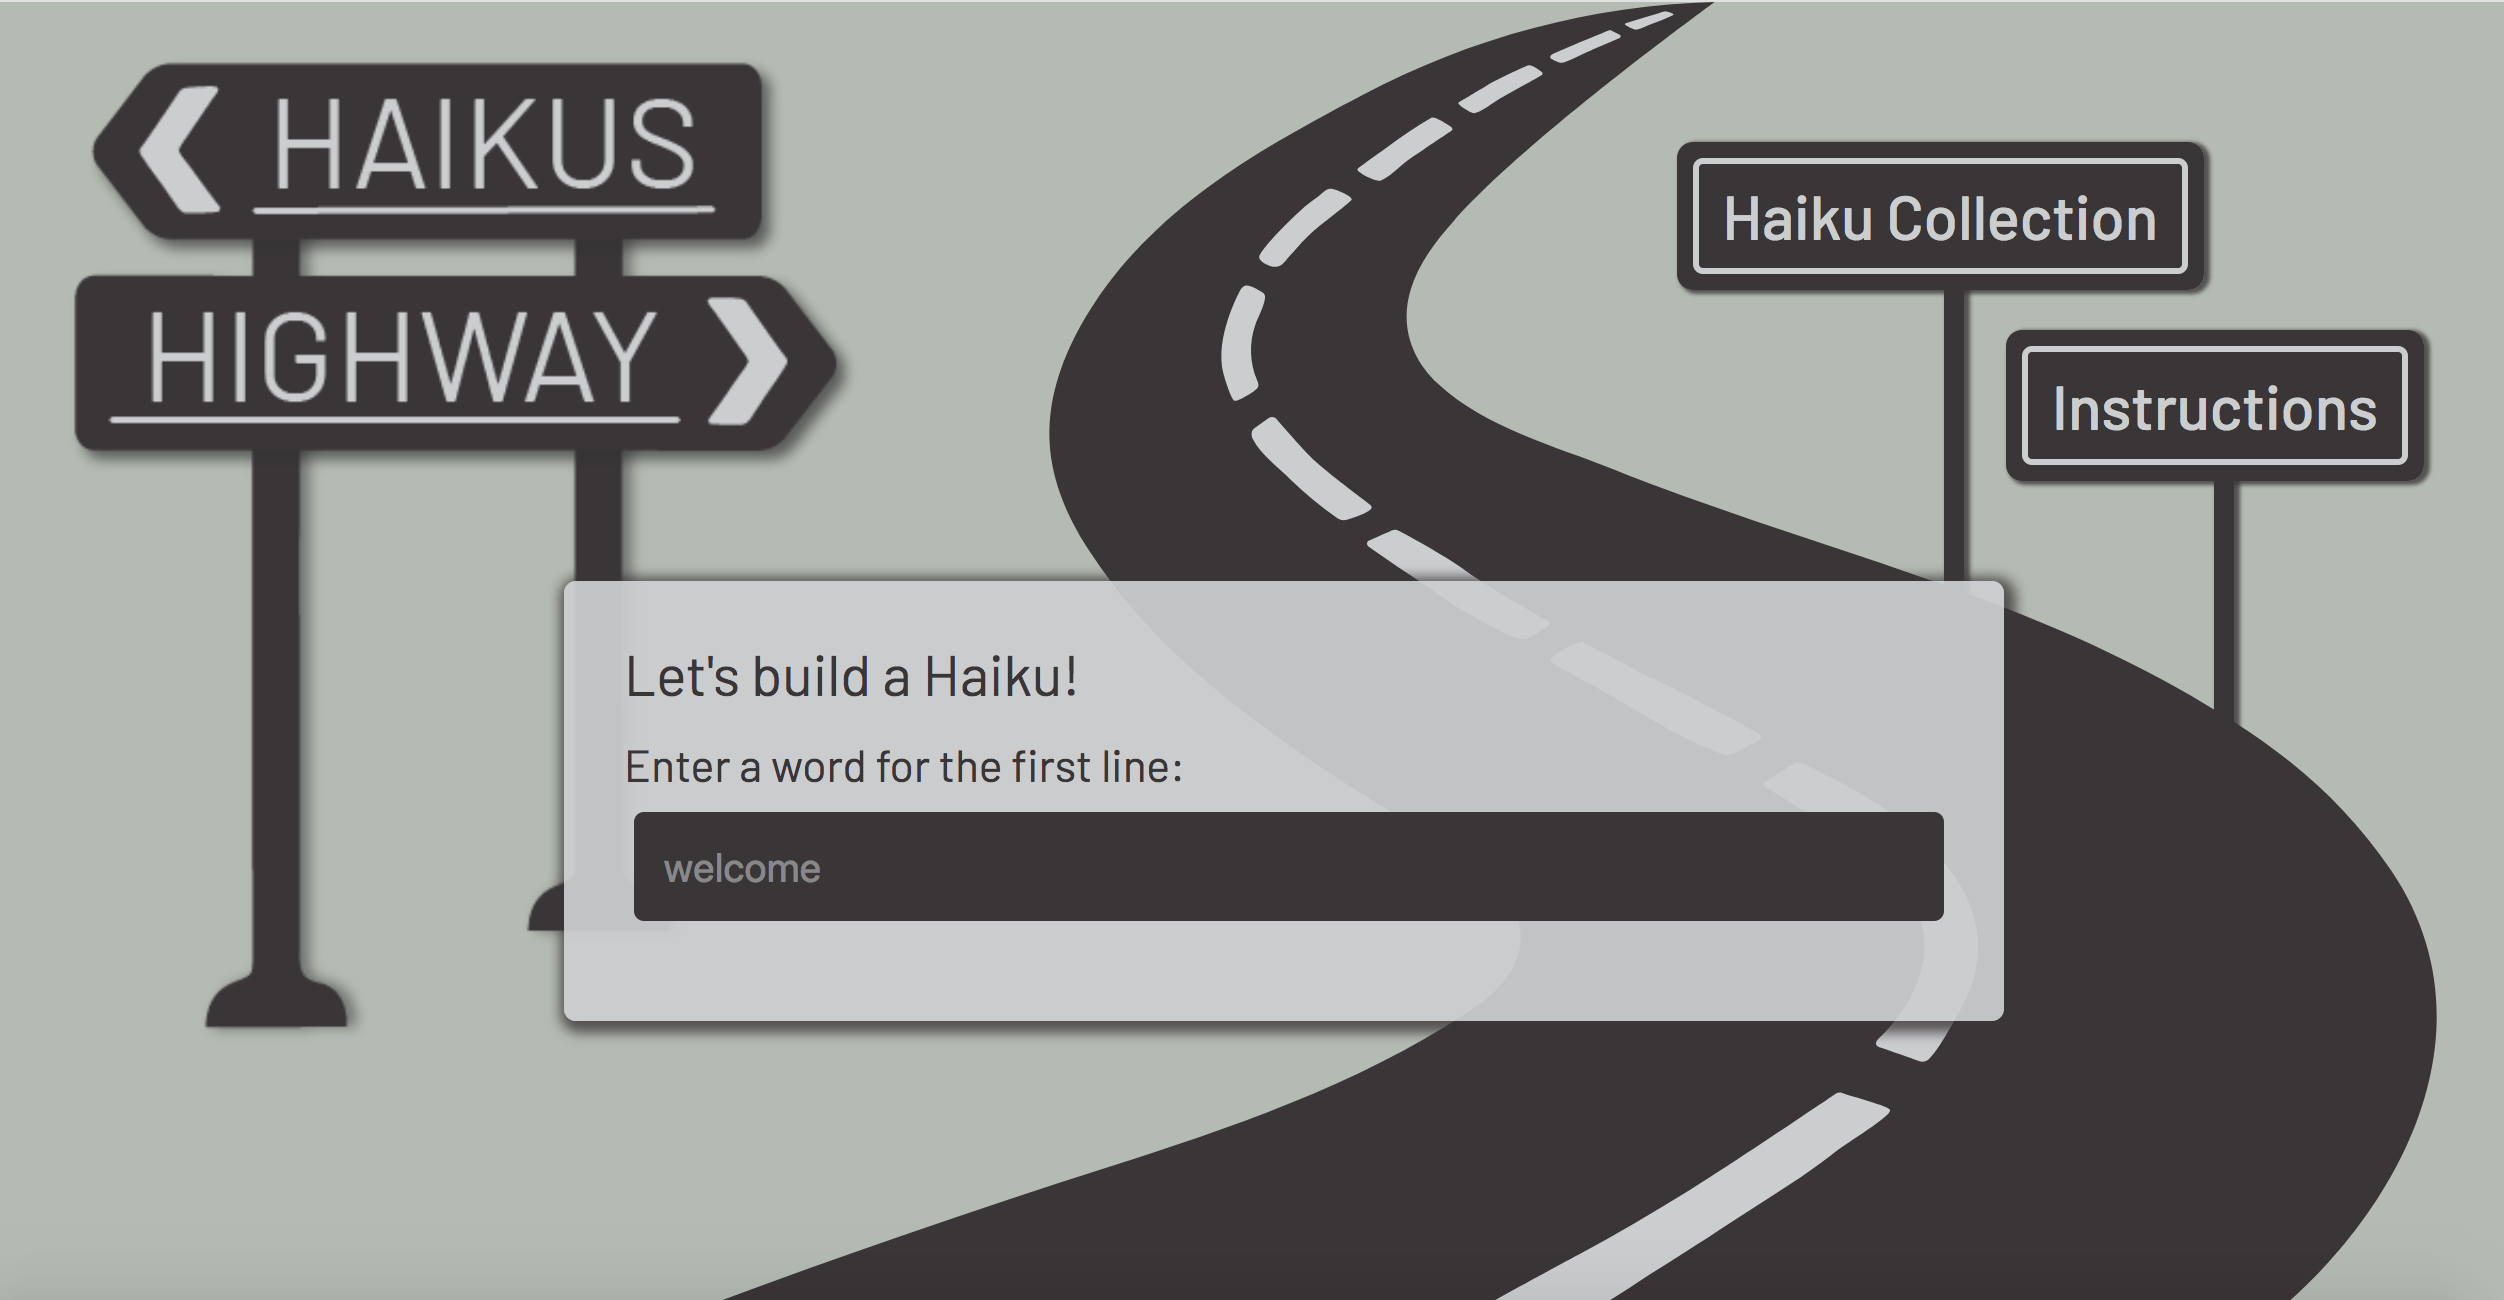 HAIKUS
HIGHWAY
Haiku Collection
Instructions
Let's build a Haiku!
Enter a word for the first line:
welcome